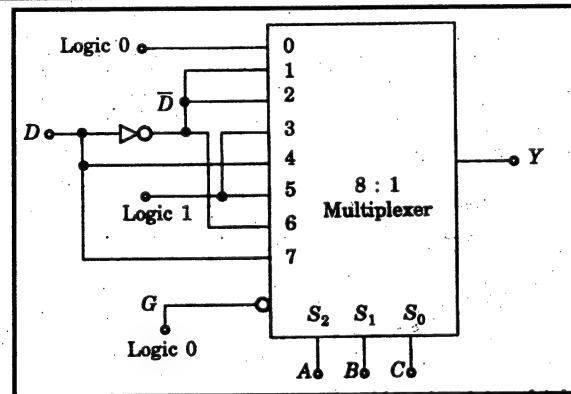 Logic 0
0
1
D̅
2
D
3
4
8 : 1
Y
5
Multiplexer
Logic 1
6
7
G
S₂ S₁ S₀
Logic 0
A B C